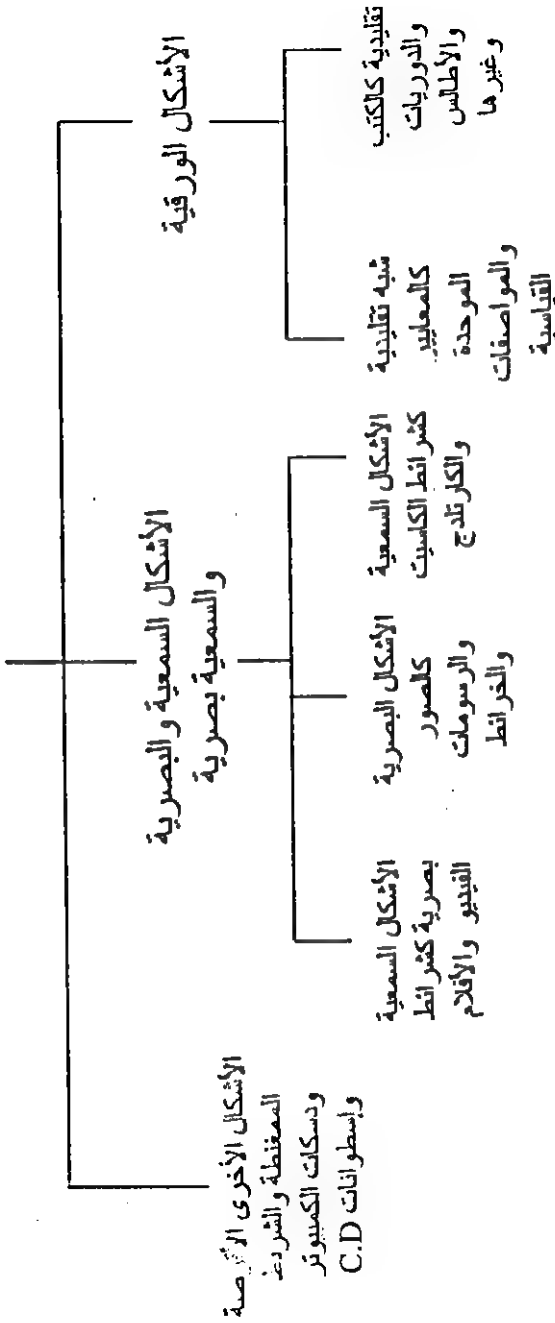 الأشكال الورقية
تقليدية كالكتب
والدوريات
والأطالس
وغيرها
شبه تقليدية
كالمعايير
الموحدة
والمواصفات
القياسية
الأشكال السمعية والبصرية
والسمعية بصرية
الأشكال السمعية
كشرائط الكاسيت
والكارتلدج
الأشكال البصرية
كالصور
والرسومات
والخرائط
الأشكال السمعية
بصرية كشرائط
الفيديو والأفلام
الأشكال الأخرى
الممغنطة
ودسكات الكمبيوتر
وإسطوانات C.D